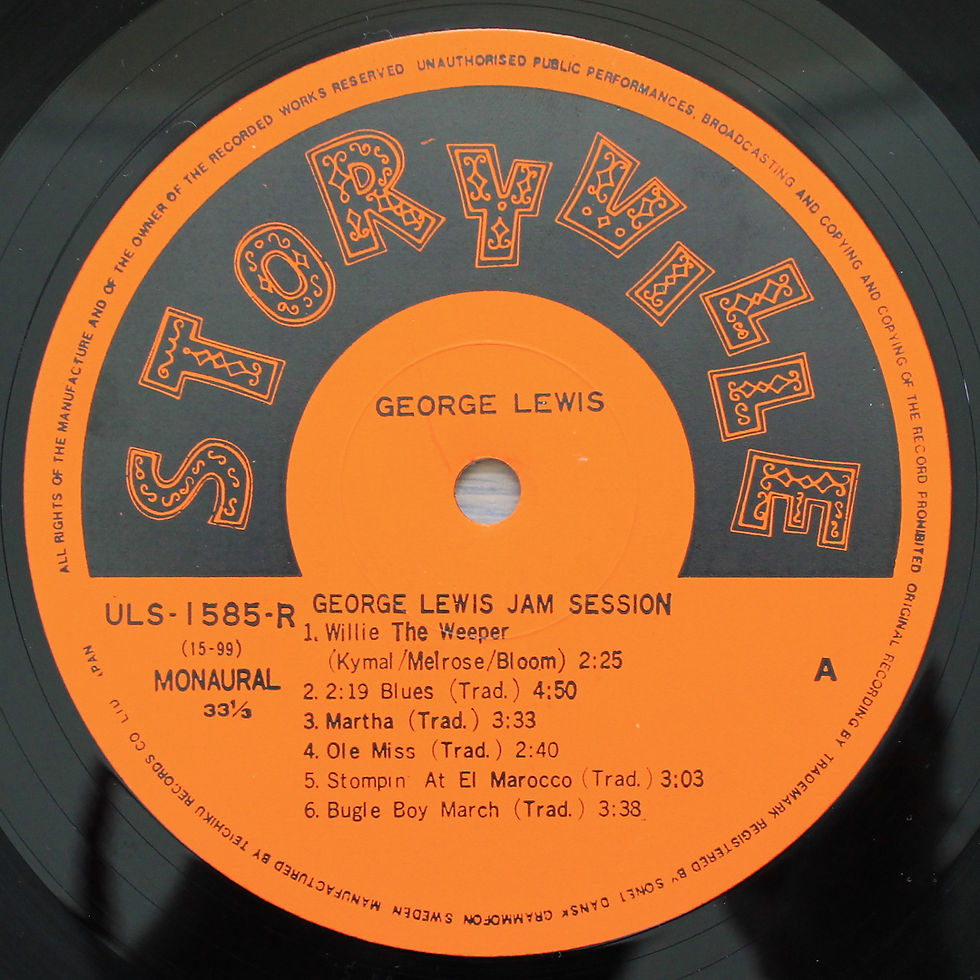 ALL RIGHTS OF THE MANUFACTURE AND OF THE OWNER OF THE RECORDED WORKS RESERVED UNAUTHORISED PUBLIC PERFORMANCES, BROADCASTING AND COPYING AND COPYING OF THE RECORD PROHIBITED ORIGINAL RECORDING BY TRADEMARK REGISTERED BY SONET DANSK GRAMMOFON SWEDEN MANUFACTURED BY TEICHIKU RECORDS CO LTD
STORYVILLE
GEORGE LEWIS
ULS-1585-R
(15-99)
MONAURAL
33⅓
GEORGE LEWIS JAM SESSION
1. Willie The Weeper
(Kymal/Melrose/Bloom) 2:25
2. 2:19 Blues (Trad.) 4:50
3. Martha (Trad.) 3:33
4. Ole Miss (Trad.) 2:40
5. Stompin' At El Marocco (Trad.) 3:03
6. Bugle Boy March (Trad.) 3:38
A